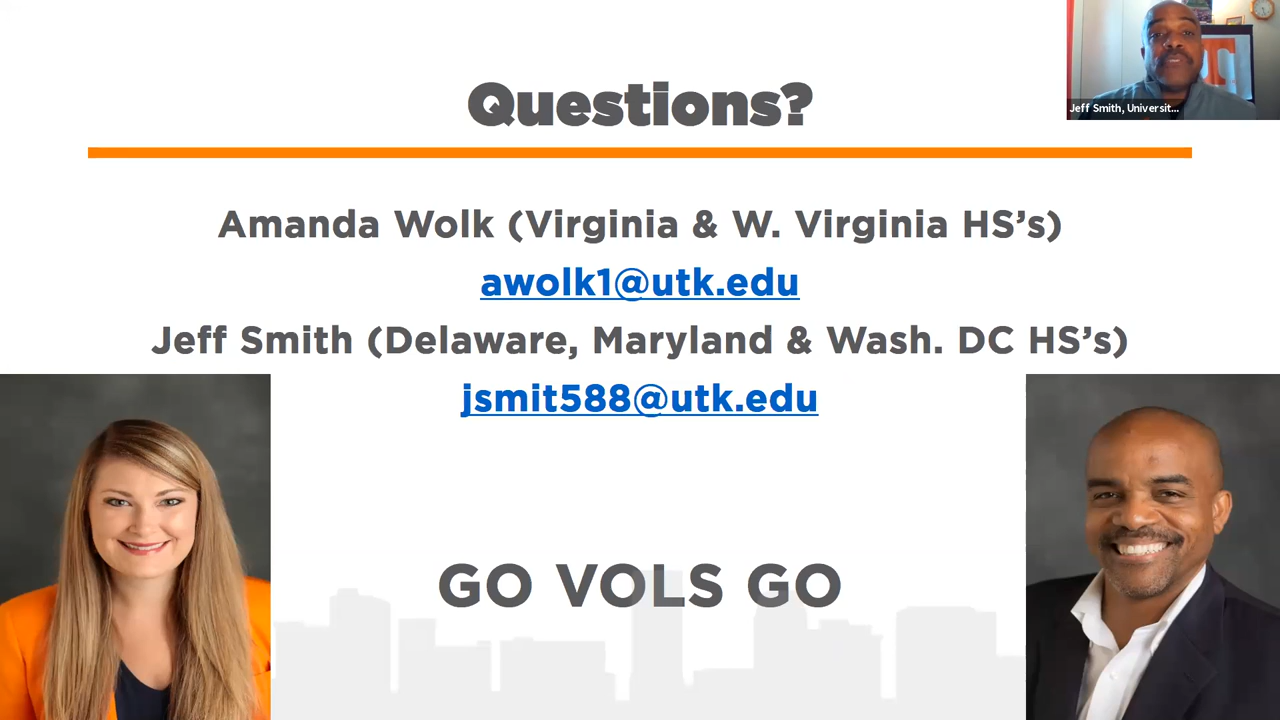 Questions?
Amanda Wolk (Virginia & W. Virginia HS’s)
awolk1@utk.edu
Jeff Smith (Delaware, Maryland & Wash. DC HS’s)
jsmit588@utk.edu
GO VOLS GO
Jeff Smith, Universit...
T